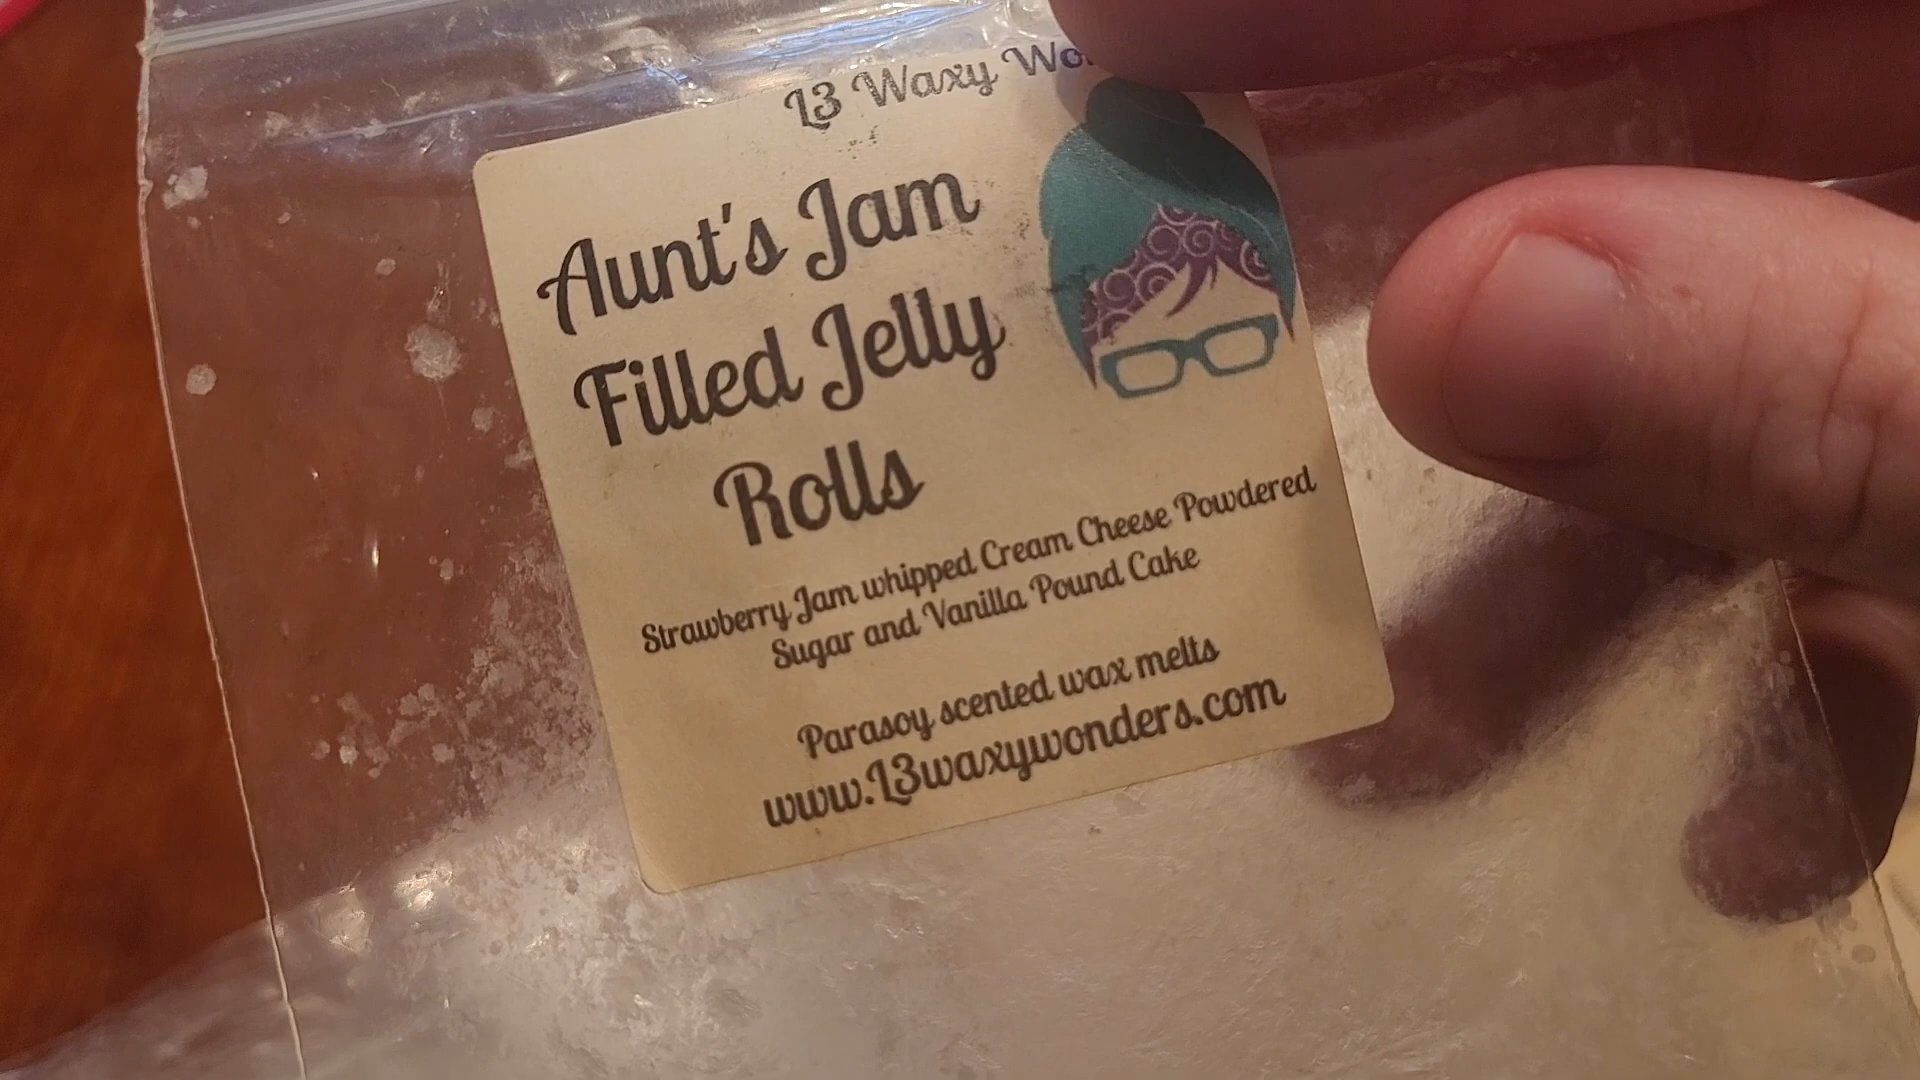 L3 Waxy
Aunt's Jam
Filled Jelly
Rolls
Strawberry Jam whipped Cream Cheese Powdered
Sugar and Vanilla Pound Cake
Parasoy scented wax melts
www.L3waxywonders.com